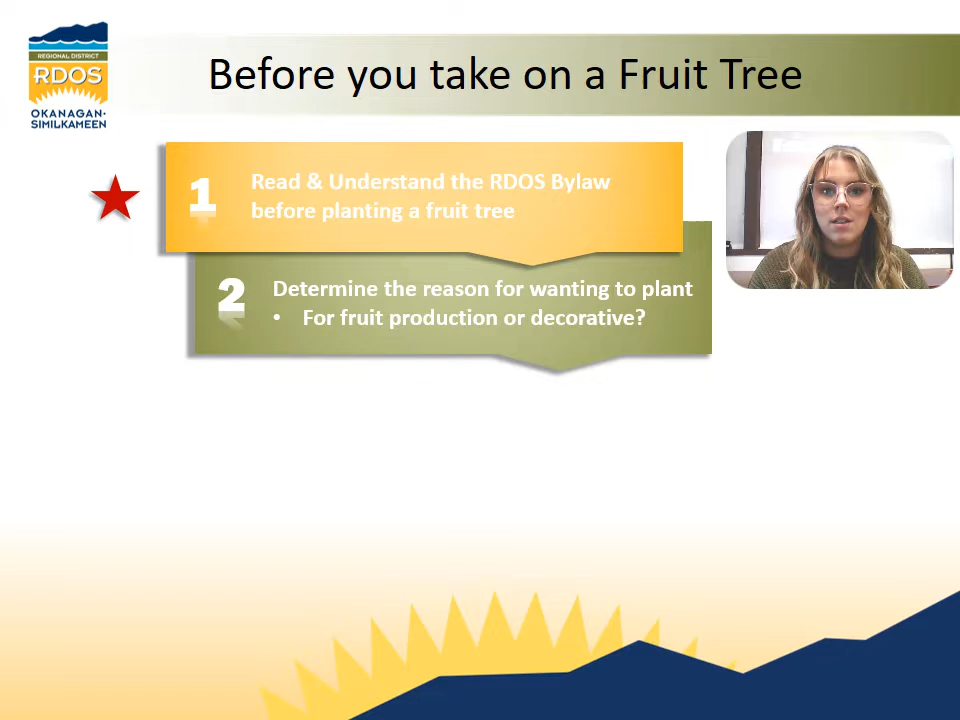 REGIONAL DISTRICT
RDOS
OKANAGAN-
SIMILKAMEEN
Before you take on a Fruit Tree
1
Read & Understand the RDOS Bylaw
before planting a fruit tree
2
Determine the reason for wanting to plant
• For fruit production or decorative?